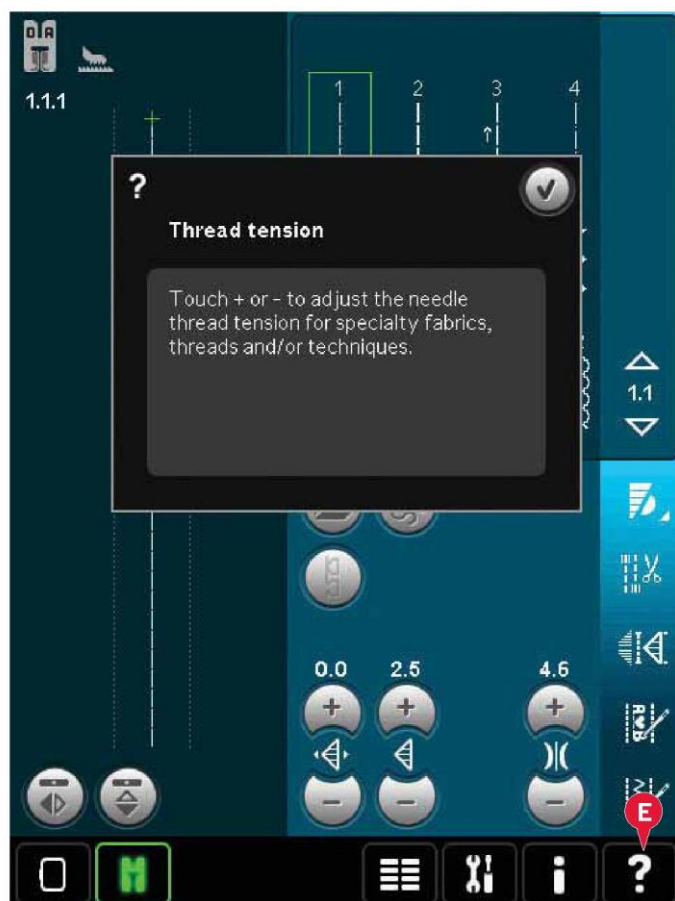 0 A
1.1.1
1 2 3 4
?
Thread tension
Touch + or - to adjust the needle
thread tension for specialty fabrics,
threads and/or techniques.
1.1
0.0 2.5 4.6
+ + +
- - -
E
i ?